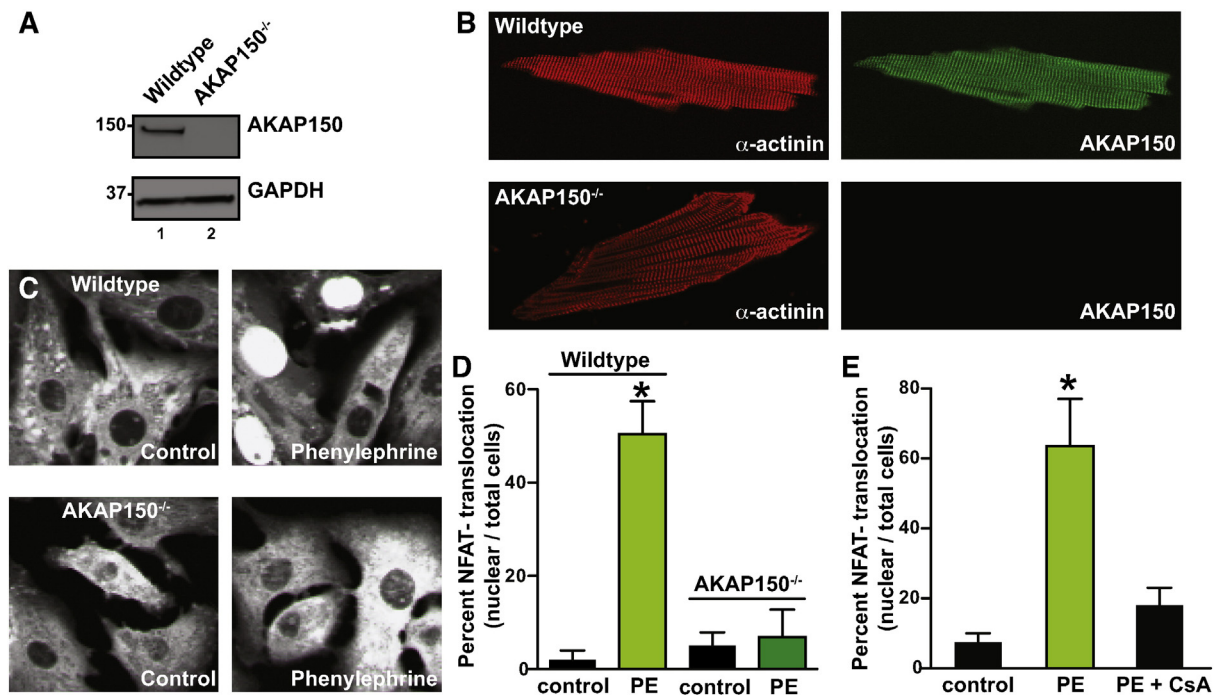 A
Wildtype
AKAP150-/-
150
AKAP150
37
GAPDH
1 2
B
Wildtype
α-actinin
AKAP150
AKAP150-/-
α-actinin
AKAP150
C
Wildtype
Control
Phenylephrine
AKAP150-/-
Control
Phenylephrine
D
Wildtype
*
AKAP150-/-
Percent NFAT- translocation
(nuclear / total cells)
60
40
20
0
control PE control PE
E
*
Percent NFAT- translocation
(nuclear / total cells)
80
60
40
20
0
control PE PE + CsA